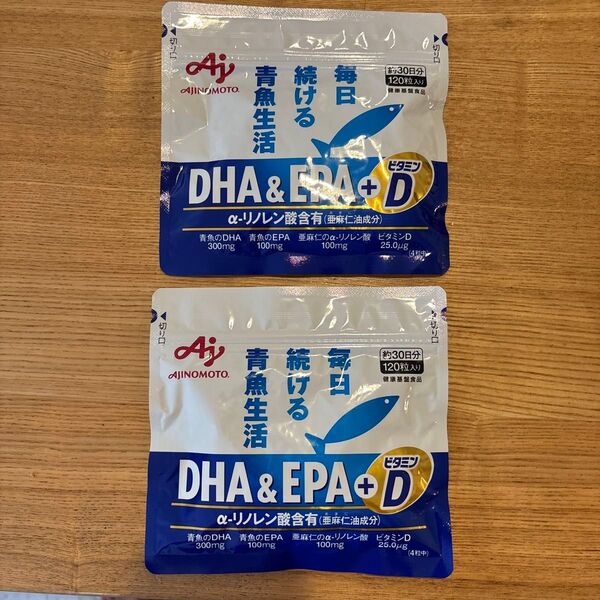 切り口
切り口
Aj
AJINOMOTO.
毎日
続ける
青魚生活
約30日分
120粒入り
健康基盤食品
DHA & EPA + ビタミン D
α-リノレン酸含有(亜麻仁油成分)
青魚のDHA 青魚のEPA 亜麻仁のα-リノレン酸 ビタミンD
300mg 100mg 100mg 25.0μg
(4粒中)
切り口
切り口
Aj
AJINOMOTO.
毎日
続ける
青魚生活
約30日分
120粒入り
健康基盤食品
DHA & EPA + ビタミン D
α-リノレン酸含有(亜麻仁油成分)
青魚のDHA 青魚のEPA 亜麻仁のα-リノレン酸 ビタミンD
300mg 100mg 100mg 25.0μg
(4粒中)